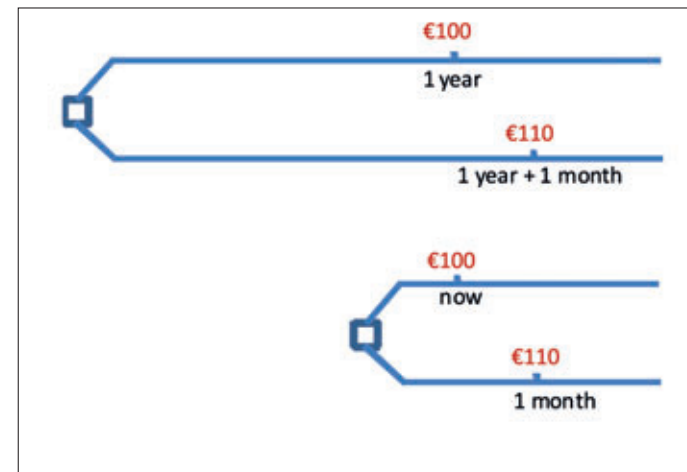 €100
1 year
€110
1 year + 1 month
€100
now
€110
1 month